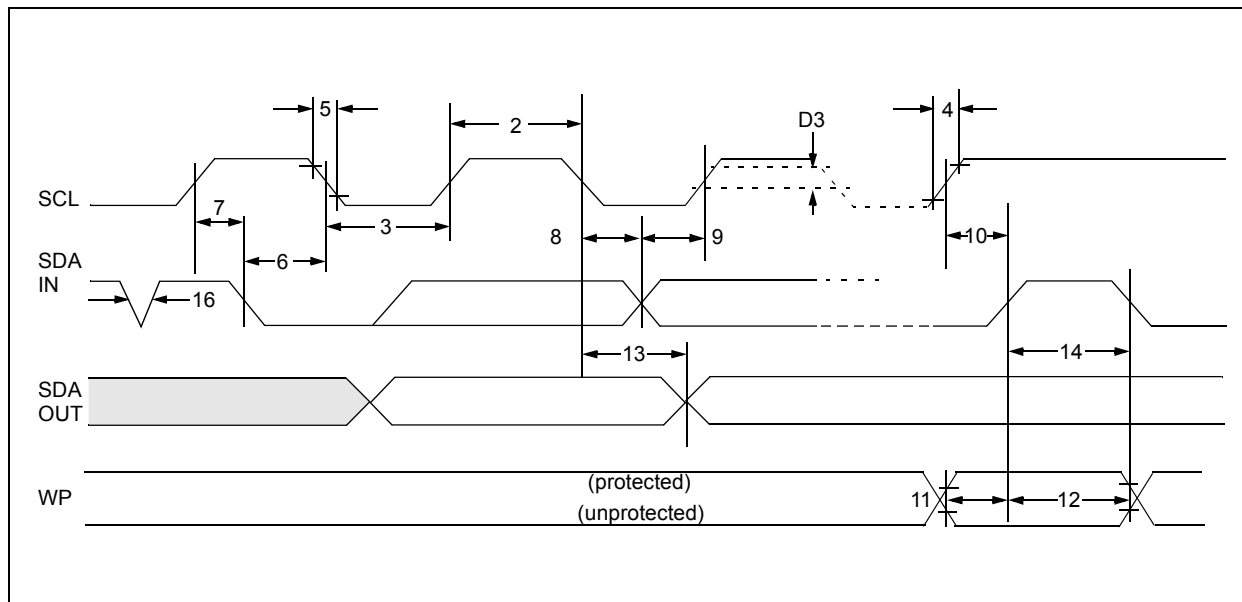 5
2
D3
4
SCL
7
3
8
9
10
SDA
IN
6
16
13
14
SDA
OUT
WP
(protected)
(unprotected)
11
12